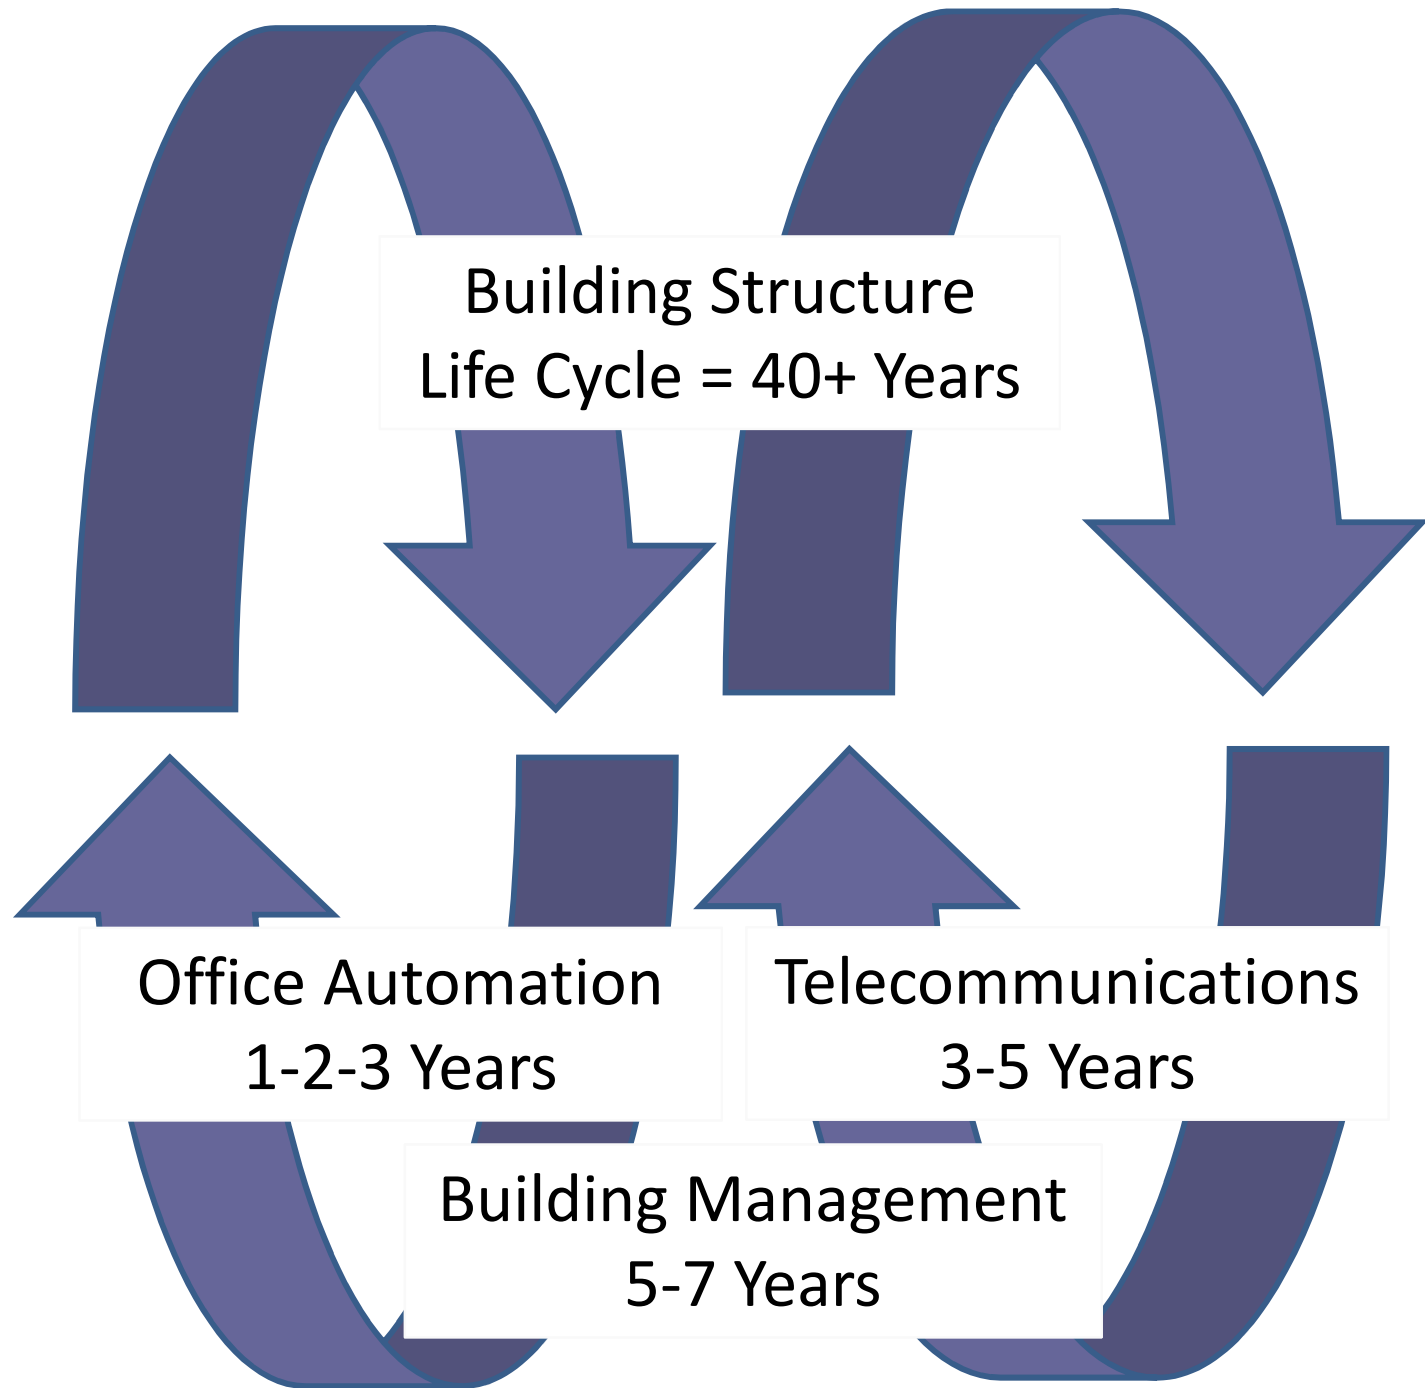 Building Structure
Life Cycle = 40+ Years
Office Automation
1-2-3 Years
Telecommunications
3-5 Years
Building Management
5-7 Years